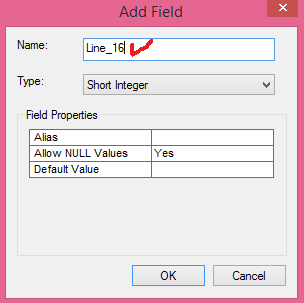 Add Field
Name: Line_16
Type: Short Integer
Field Properties
Alias
Allow NULL Values Yes
Default Value
OK Cancel